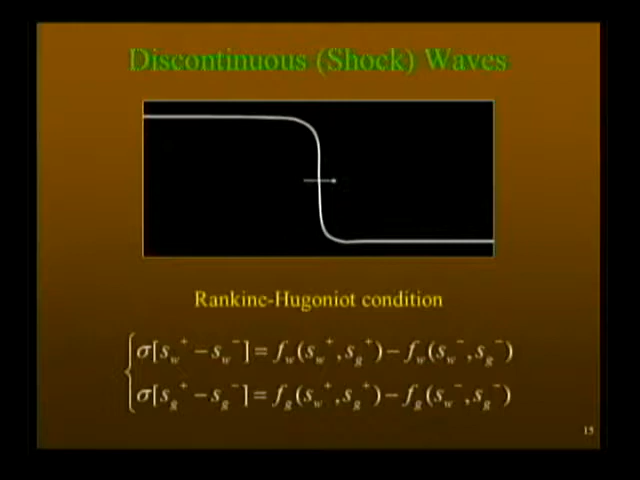 Discontinuous (Shock) Waves
Rankine-Hugoniot condition
σ[s_w⁺ − s_w⁻] = f_w(s_w⁺, s_g⁺) − f_w(s_w⁻, s_g⁻)
σ[s_g⁺ − s_g⁻] = f_g(s_w⁺, s_g⁺) − f_g(s_w⁻, s_g⁻)
15